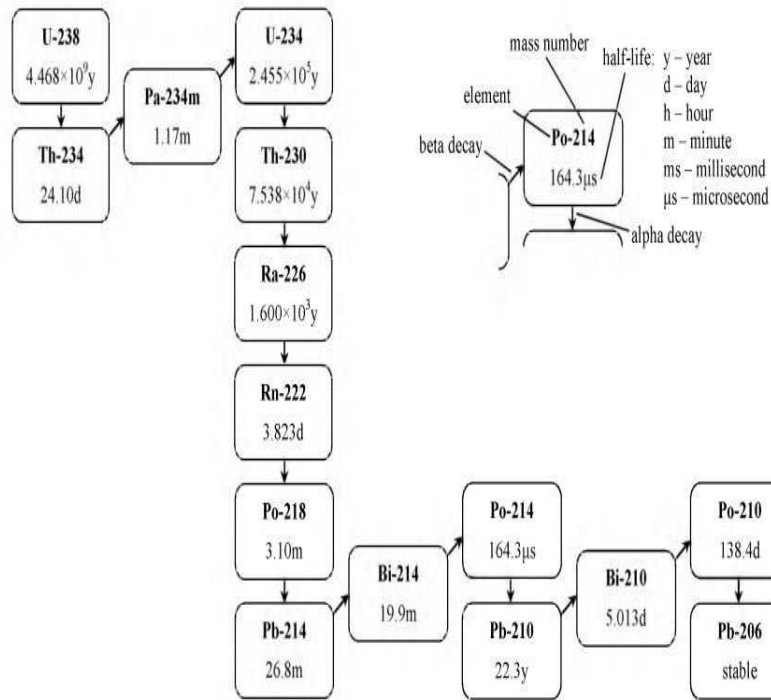 U-238
4.468×10⁹y
Th-234
24.10d
Pa-234m
1.17m
U-234
2.455×10⁵y
Th-230
7.538×10⁴y
Ra-226
1.600×10³y
Rn-222
3.823d
Po-218
3.10m
Pb-214
26.8m
Bi-214
19.9m
Po-214
164.3μs
Pb-210
22.3y
Bi-210
5.013d
Po-210
138.4d
Pb-206
stable
mass number
element
beta decay
Po-214
164.3μs
alpha decay
half-life: y – year
d – day
h – hour
m – minute
ms – millisecond
μs – microsecond